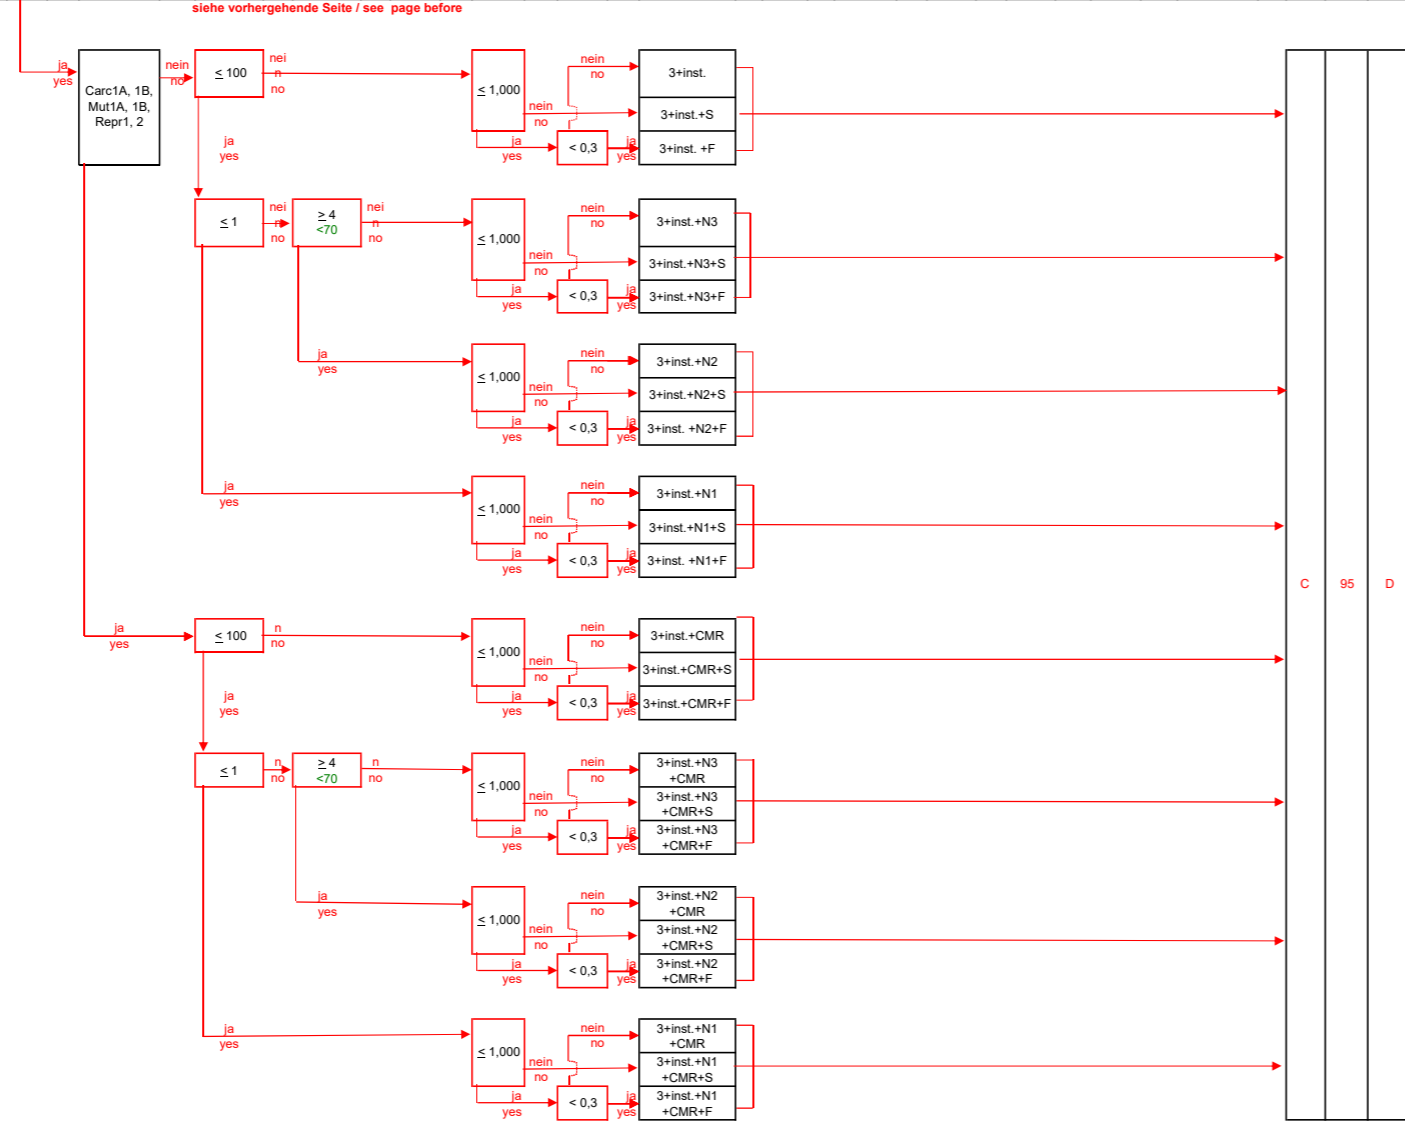 siehe vorhergehende Seite / see page before
ja
yes
Carc1A, 1B,
Mut1A, 1B,
Repr1, 2
nein
no
≤ 100
nei
n
no
≤ 1,000
nein
no
nein
no
ja
yes
< 0,3
ja
yes
3+inst.
3+inst.+S
3+inst. +F
ja
yes
≤ 1
nei
n
no
≥ 4
<70
nei
n
no
≤ 1,000
nein
no
nein
no
ja
yes
< 0,3
ja
yes
3+inst.+N3
3+inst.+N3+S
3+inst.+N3+F
ja
yes
≤ 1,000
nein
no
nein
no
ja
yes
< 0,3
ja
yes
3+inst.+N2
3+inst.+N2+S
3+inst. +N2+F
ja
yes
≤ 1,000
nein
no
nein
no
ja
yes
< 0,3
ja
yes
3+inst.+N1
3+inst.+N1+S
3+inst. +N1+F
C
95
D
ja
yes
≤ 100
n
no
≤ 1,000
nein
no
nein
no
ja
yes
< 0,3
ja
yes
3+inst.+CMR
3+inst.+CMR+S
3+inst.+CMR+F
ja
yes
≤ 1
n
no
≥ 4
<70
n
no
≤ 1,000
nein
no
nein
no
ja
yes
< 0,3
ja
yes
3+inst.+N3
+CMR
3+inst.+N3
+CMR+S
3+inst.+N3
+CMR+F
ja
yes
≤ 1,000
nein
no
nein
no
ja
yes
< 0,3
ja
yes
3+inst.+N2
+CMR
3+inst.+N2
+CMR+S
3+inst.+N2
+CMR+F
ja
yes
≤ 1,000
nein
no
nein
no
ja
yes
< 0,3
ja
yes
3+inst.+N1
+CMR
3+inst.+N1
+CMR+S
3+inst.+N1
+CMR+F